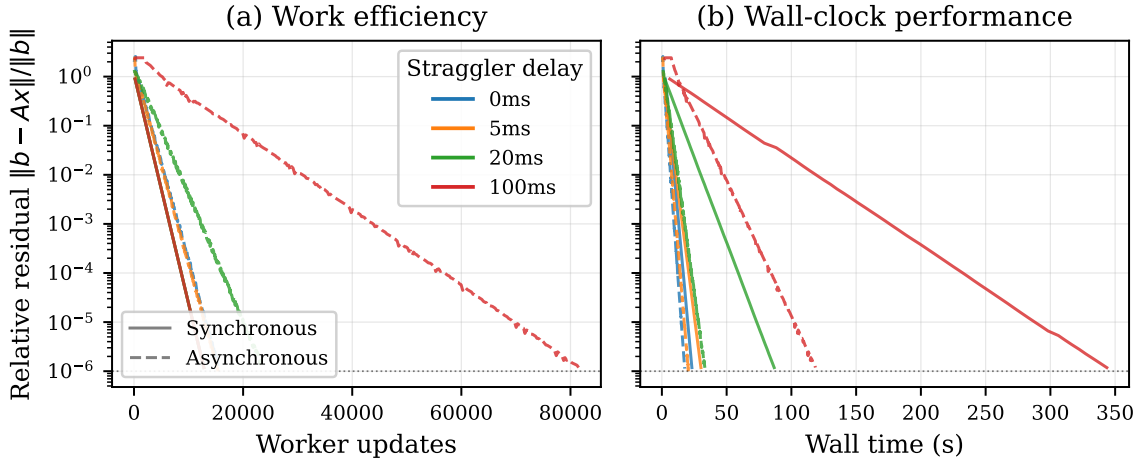 (a) Work efficiency
(b) Wall-clock performance
Relative residual ‖b − Ax‖/‖b‖
10⁰
10⁻¹
10⁻²
10⁻³
10⁻⁴
10⁻⁵
10⁻⁶
Straggler delay
0ms
5ms
20ms
100ms
Synchronous
Asynchronous
0 20000 40000 60000 80000
0 50 100 150 200 250 300 350
Worker updates
Wall time (s)